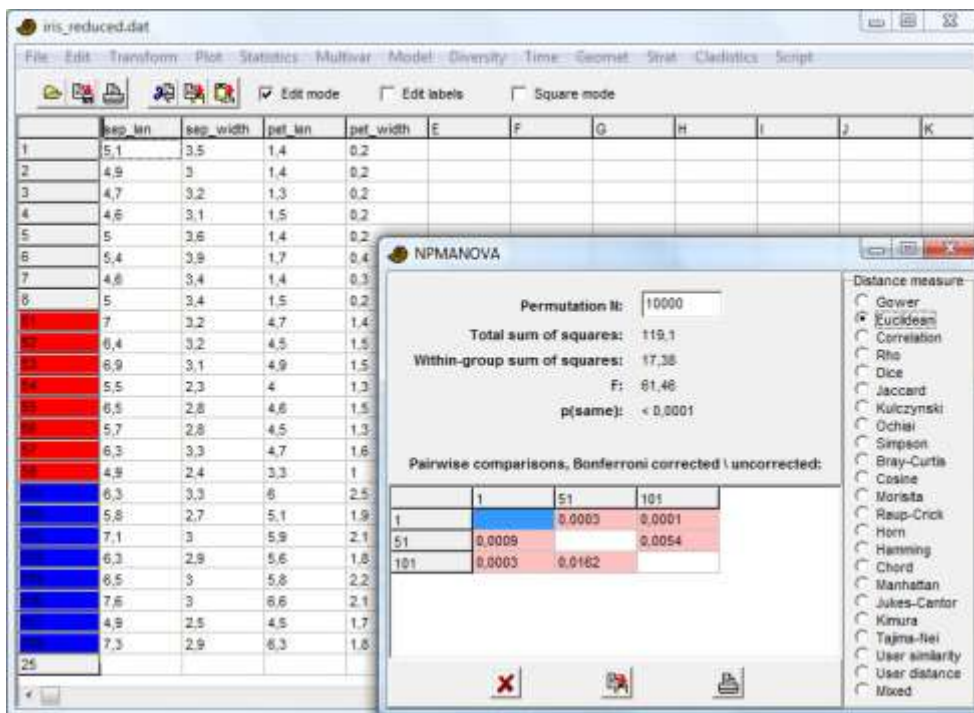 iris_reduced.dat
File Edit Transform Plot Statistics Multivar Model Diversity Time Geomet Strat Cladistics Script
Edit mode Edit labels Square mode
sep_len sep_width pet_len pet_width E F G H I J K
1 5,1 3,5 1,4 0,2
2 4,9 3 1,4 0,2
3 4,7 3,2 1,3 0,2
4 4,6 3,1 1,5 0,2
5 5 3,6 1,4 0,2
6 5,4 3,9 1,7 0,4
7 4,6 3,4 1,4 0,3
8 5 3,4 1,5 0,2
7 3,2 4,7 1,4
6,4 3,2 4,5 1,5
6,9 3,1 4,9 1,5
5,5 2,3 4 1,3
6,5 2,8 4,6 1,5
5,7 2,8 4,5 1,3
6,3 3,3 4,7 1,6
4,9 2,4 3,3 1
6,3 3,3 6 2,5
5,8 2,7 5,1 1,9
7,1 3 5,9 2,1
6,3 2,9 5,6 1,8
6,5 3 5,8 2,2
7,6 3 6,6 2,1
4,9 2,5 4,5 1,7
7,3 2,9 6,3 1,8
25
NPMANOVA
Permutation N: 10000
Total sum of squares: 119,1
Within-group sum of squares: 17,38
F: 61,46
p(same): < 0,0001
Pairwise comparisons, Bonferroni corrected \ uncorrected:
1 51 101
1 0,0003 0,0001
51 0,0009 0,0054
101 0,0003 0,0162
Distance measure
Gower
Euclidean
Correlation
Rho
Dice
Jaccard
Kulczynski
Ochiai
Simpson
Bray-Curtis
Cosine
Morisita
Raup-Crick
Horn
Hamming
Chord
Manhattan
Jukes-Cantor
Kimura
Tajima-Nei
User similarity
User distance
Mixed